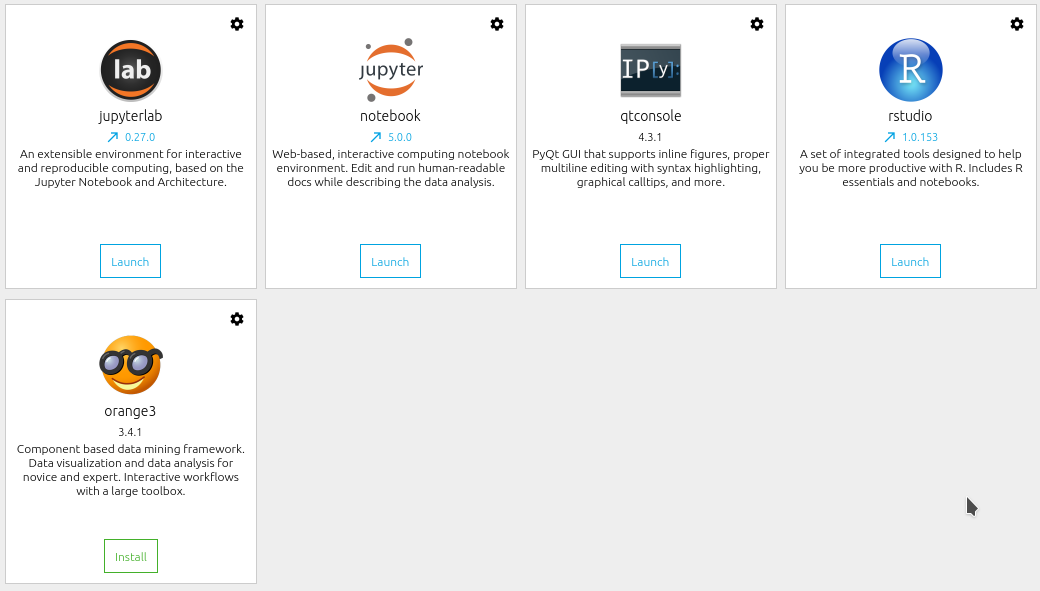 lab
jupyterlab
0.27.0
An extensible environment for interactive
and reproducible computing, based on the
Jupyter Notebook and Architecture.
Launch
jupyter
notebook
5.0.0
Web-based, interactive computing notebook
environment. Edit and run human-readable
docs while describing the data analysis.
Launch
IP[y]:
qtconsole
4.3.1
PyQt GUI that supports inline figures, proper
multiline editing with syntax highlighting,
graphical calltips, and more.
Launch
R
rstudio
1.0.153
A set of integrated tools designed to help
you be more productive with R. Includes R
essentials and notebooks.
Launch
orange3
3.4.1
Component based data mining framework.
Data visualization and data analysis for
novice and expert. Interactive workflows
with a large toolbox.
Install